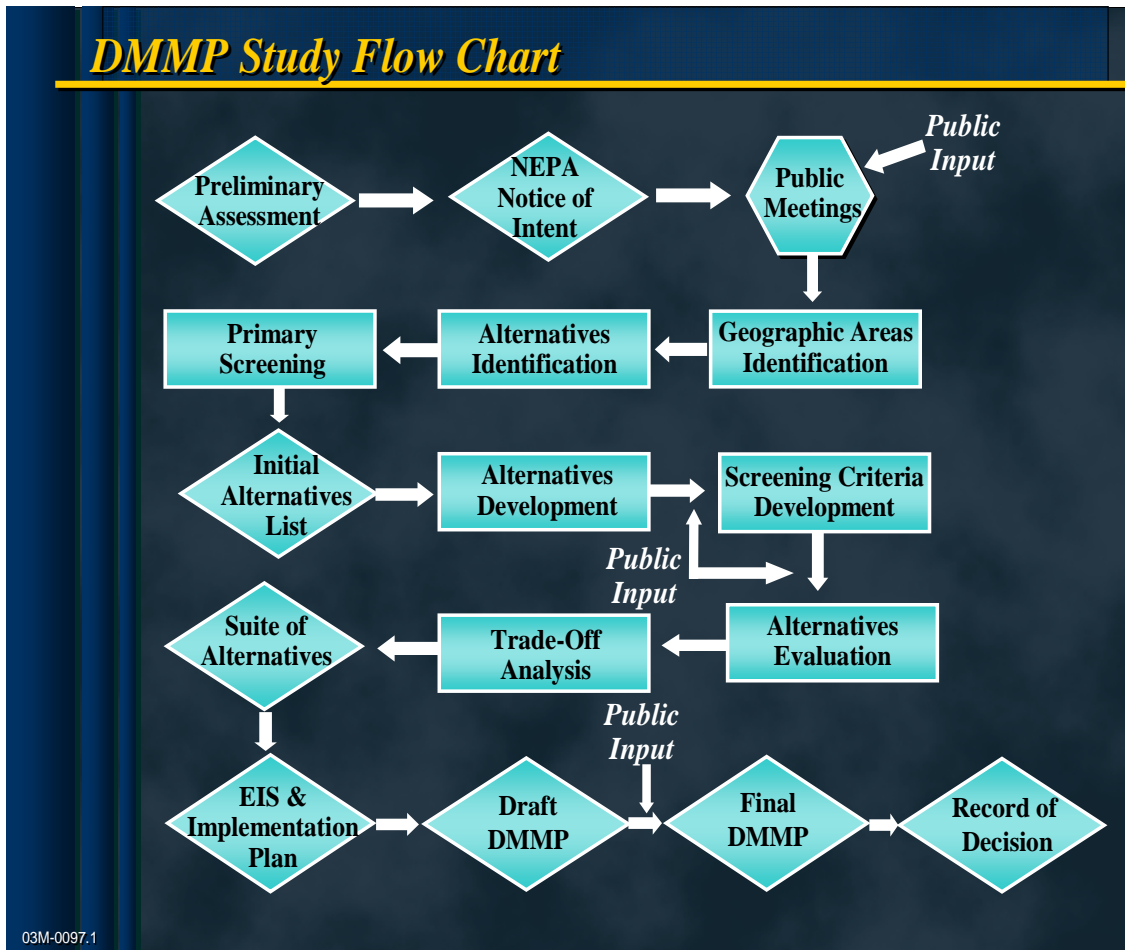 DMMP Study Flow Chart
Preliminary
Assessment
NEPA
Notice of
Intent
Public
Meetings
Public
Input
Primary
Screening
Alternatives
Identification
Geographic Areas
Identification
Initial
Alternatives
List
Alternatives
Development
Screening Criteria
Development
Public
Input
Suite of
Alternatives
Trade-Off
Analysis
Alternatives
Evaluation
Public
Input
EIS &
Implementation
Plan
Draft
DMMP
Final
DMMP
Record of
Decision
03M-0097.1